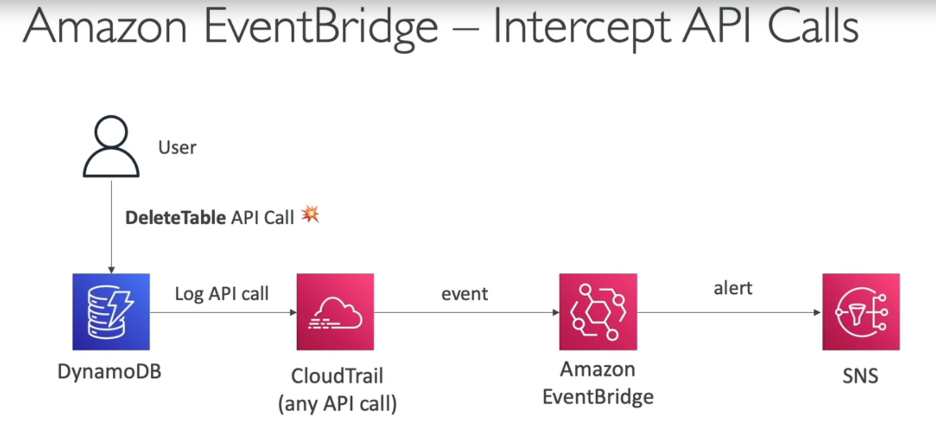 Amazon EventBridge – Intercept API Calls
User
DeleteTable API Call
Log API call
event
alert
DynamoDB
CloudTrail
(any API call)
Amazon
EventBridge
SNS